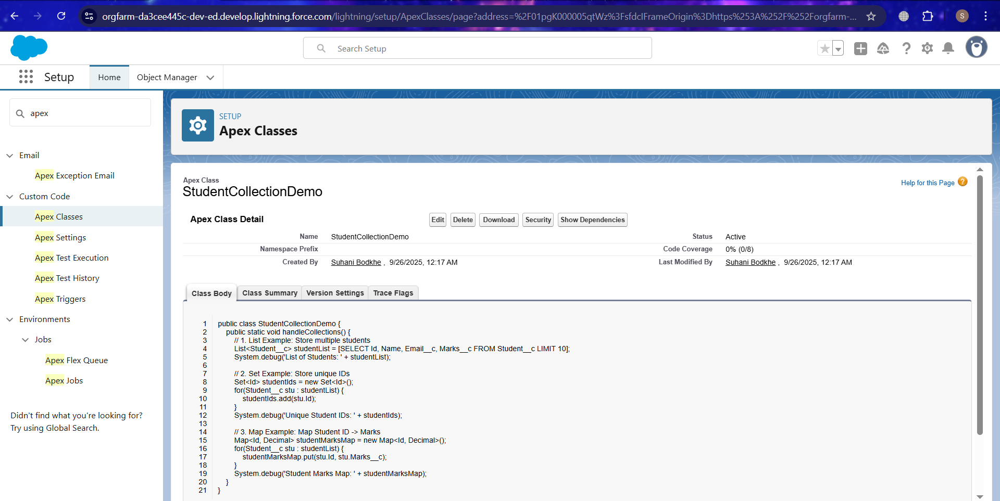 orgfarm-da3cee445c-dev-ed.develop.lightning.force.com/lightning/setup/ApexClasses/page?address=%2F01pgK000005qtWz%3FsfdcIFrameOrigin%3Dhttps%253A%252F%252Forgfarm-...
S
Search Setup
Setup
Home
Object Manager
apex
Email
Apex Exception Email
Custom Code
Apex Classes
Apex Settings
Apex Test Execution
Apex Test History
Apex Triggers
Environments
Jobs
Apex Flex Queue
Apex Jobs
Didn't find what you're looking for?
Try using Global Search.
SETUP
Apex Classes
Apex Class
StudentCollectionDemo
Help for this Page ?
Apex Class Detail
Edit Delete Download Security Show Dependencies
Name StudentCollectionDemo Status Active
Namespace Prefix Code Coverage 0% (0/8)
Created By Suhani Bodkhe , 9/26/2025, 12:17 AM Last Modified By Suhani Bodkhe , 9/26/2025, 12:17 AM
Class Body Class Summary Version Settings Trace Flags
1 public class StudentCollectionDemo {
2 public static void handleCollections() {
3 // 1. List Example: Store multiple students
4 List<Student__c> studentList = [SELECT Id, Name, Email__c, Marks__c FROM Student__c LIMIT 10];
5 System.debug('List of Students: ' + studentList);
6
7 // 2. Set Example: Store unique IDs
8 Set<Id> studentIds = new Set<Id>();
9 for(Student__c stu : studentList) {
10 studentIds.add(stu.Id);
11 }
12 System.debug('Unique Student IDs: ' + studentIds);
13
14 // 3. Map Example: Map Student ID -> Marks
15 Map<Id, Decimal> studentMarksMap = new Map<Id, Decimal>();
16 for(Student__c stu : studentList) {
17 studentMarksMap.put(stu.Id, stu.Marks__c);
18 }
19 System.debug('Student Marks Map: ' + studentMarksMap);
20 }
21 }